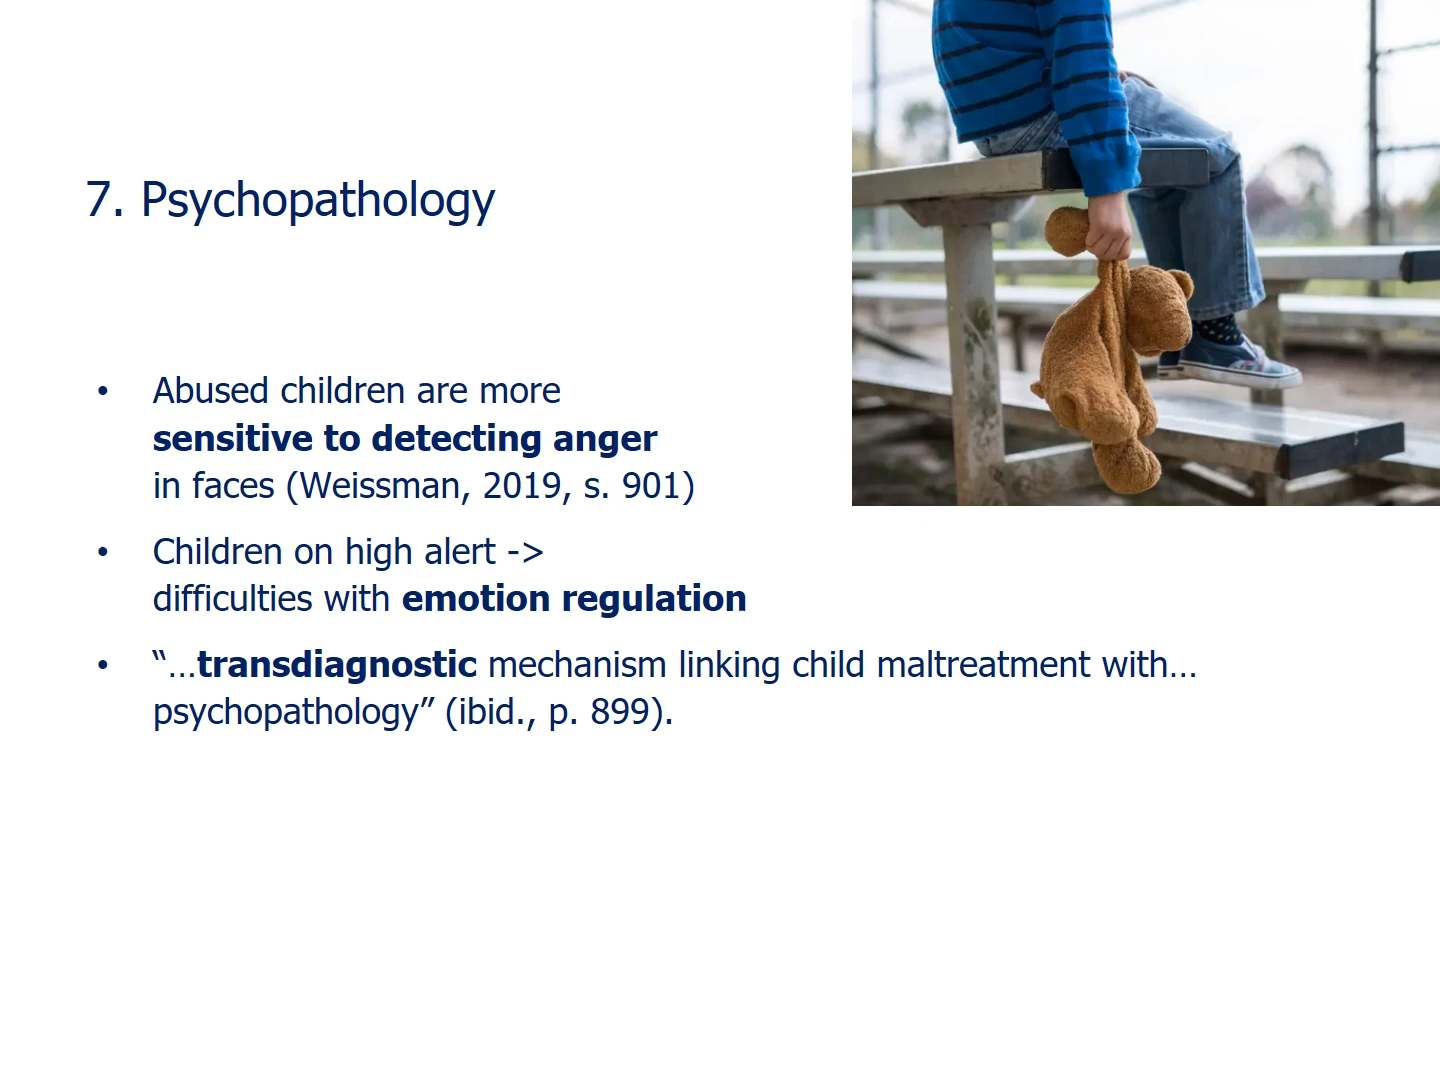 7. Psychopathology
• Abused children are more
sensitive to detecting anger
in faces (Weissman, 2019, s. 901)
• Children on high alert ->
difficulties with emotion regulation
• “…transdiagnostic mechanism linking child maltreatment with…
psychopathology” (ibid., p. 899).